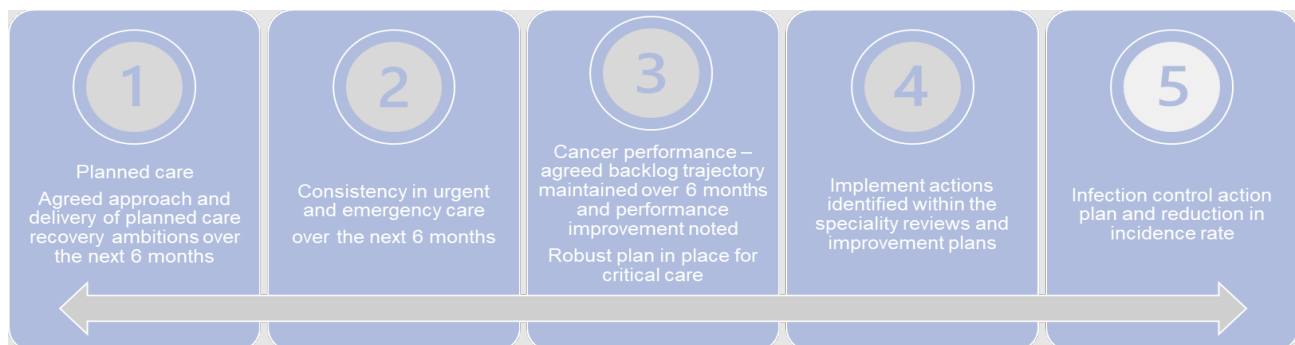 1
Planned care
Agreed approach and
delivery of planned care
recovery ambitions over
the next 6 months
2
Consistency in urgent
and emergency care
over the next 6 months
3
Cancer performance –
agreed backlog trajectory
maintained over 6 months
and performance
improvement noted
Robust plan in place for
critical care
4
Implement actions
identified within the
speciality reviews and
improvement plans
5
Infection control action
plan and reduction in
incidence rate